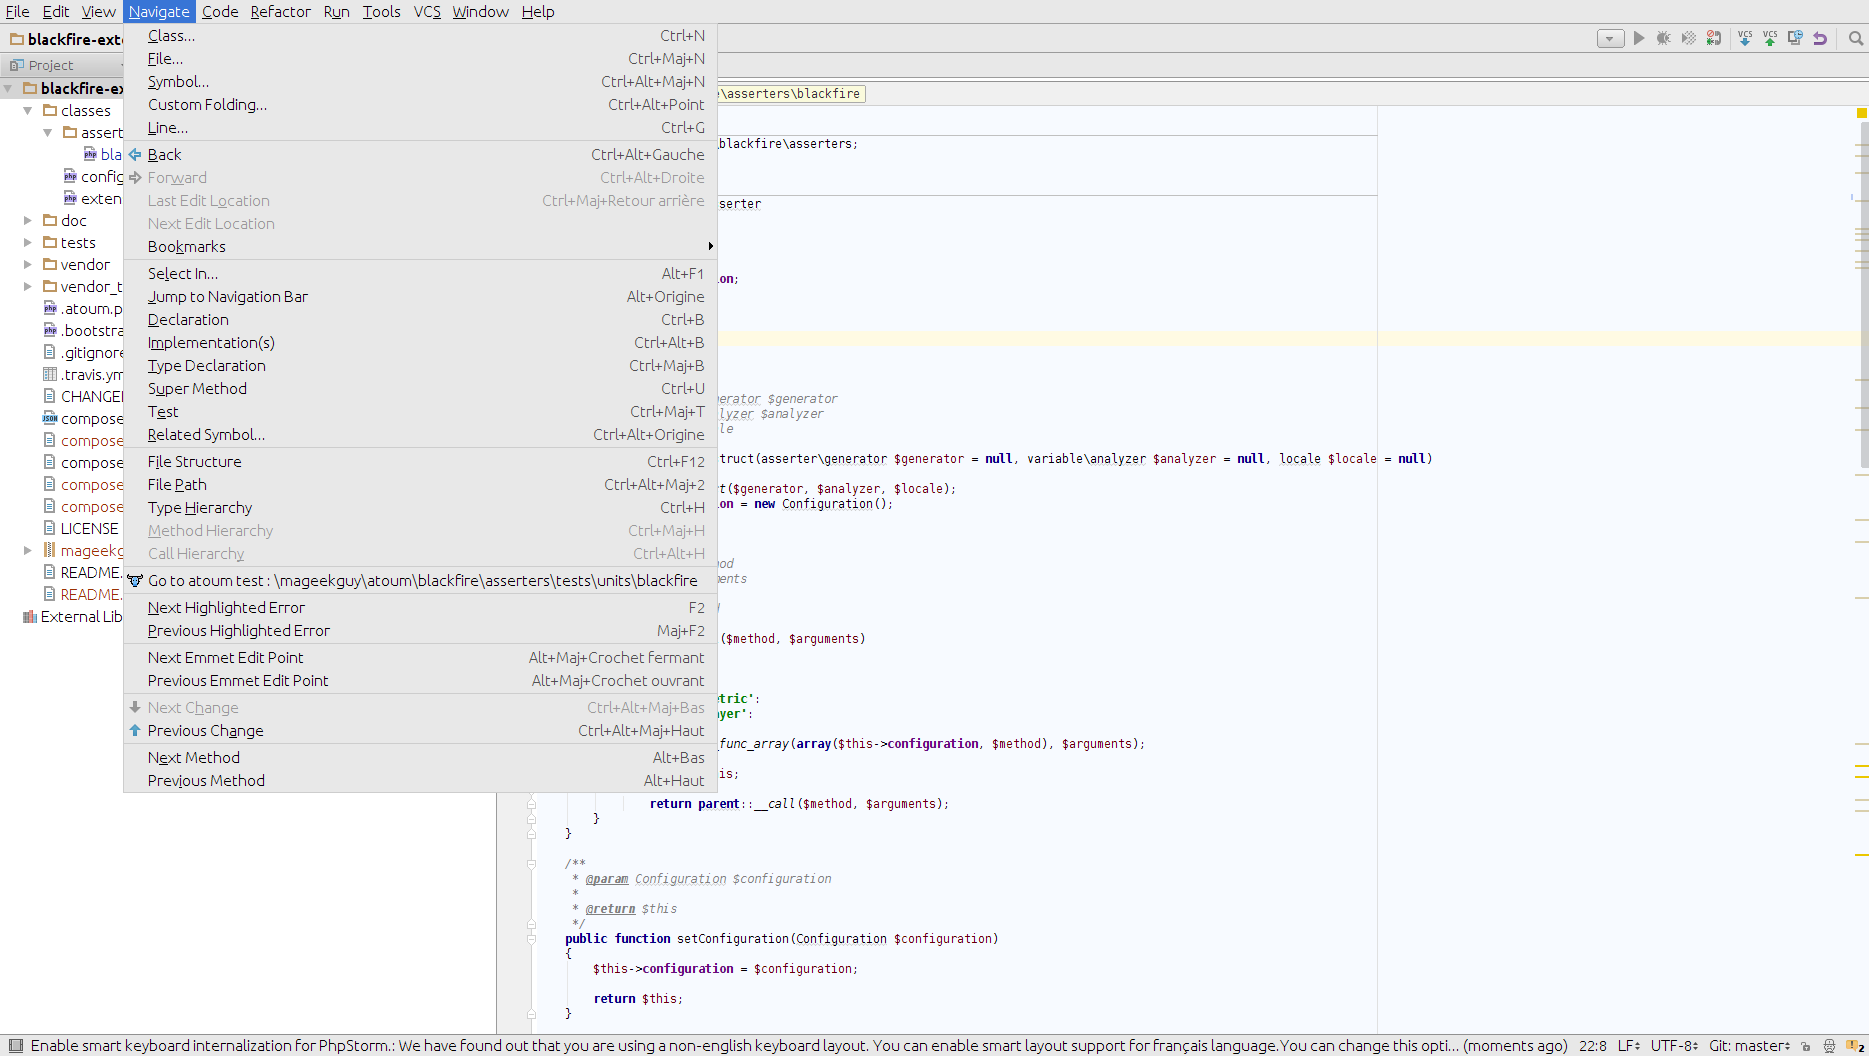 File Edit View Navigate Code Refactor Run Tools VCS Window Help
blackfire-exte
Project
blackfire-ex
classes
assert
bla
config
exten
doc
tests
vendor
vendor_t
.atoum.p
.bootstra
.gitignore
.travis.ym
CHANGEL
compose
compose
compose
compose
compose
LICENSE
mageekg
README.
README.
External Lib
Class... Ctrl+N
File... Ctrl+Maj+N
Symbol... Ctrl+Alt+Maj+N
Custom Folding... Ctrl+Alt+Point
Line... Ctrl+G
Back Ctrl+Alt+Gauche
Forward Ctrl+Alt+Droite
Last Edit Location Ctrl+Maj+Retour arrière
Next Edit Location
Bookmarks
Select In... Alt+F1
Jump to Navigation Bar Alt+Origine
Declaration Ctrl+B
Implementation(s) Ctrl+Alt+B
Type Declaration Ctrl+Maj+B
Super Method Ctrl+U
Test Ctrl+Maj+T
Related Symbol... Ctrl+Alt+Origine
File Structure Ctrl+F12
File Path Ctrl+Alt+Maj+2
Type Hierarchy Ctrl+H
Method Hierarchy Ctrl+Maj+H
Call Hierarchy Ctrl+Alt+H
Go to atoum test : \mageekguy\atoum\blackfire\asserters\tests\units\blackfire
Next Highlighted Error F2
Previous Highlighted Error Maj+F2
Next Emmet Edit Point Alt+Maj+Crochet fermant
Previous Emmet Edit Point Alt+Maj+Crochet ouvrant
Next Change Ctrl+Alt+Maj+Bas
Previous Change Ctrl+Alt+Maj+Haut
Next Method Alt+Bas
Previous Method Alt+Haut
VCS VCS
e\asserters\blackfire
\blackfire\asserters;
serter
on;
nerator $generator
lyzer $analyzer
le
truct(asserter\generator $generator = null, variable\analyzer $analyzer = null, locale $locale = null)
t($generator, $analyzer, $locale);
on = new Configuration();
nod
ments
($method, $arguments)
etric':
ayer':
_func_array(array($this->configuration, $method), $arguments);
is;
return parent::__call($method, $arguments);
}
}
/**
* @param Configuration $configuration
*
* @return $this
*/
public function setConfiguration(Configuration $configuration)
{
$this->configuration = $configuration;
return $this;
}
Enable smart keyboard internalization for PhpStorm.: We have found out that you are using a non-english keyboard layout. You can enable smart layout support for français language.You can change this opti... (moments ago) 22:8 LF UTF-8 Git: master 2